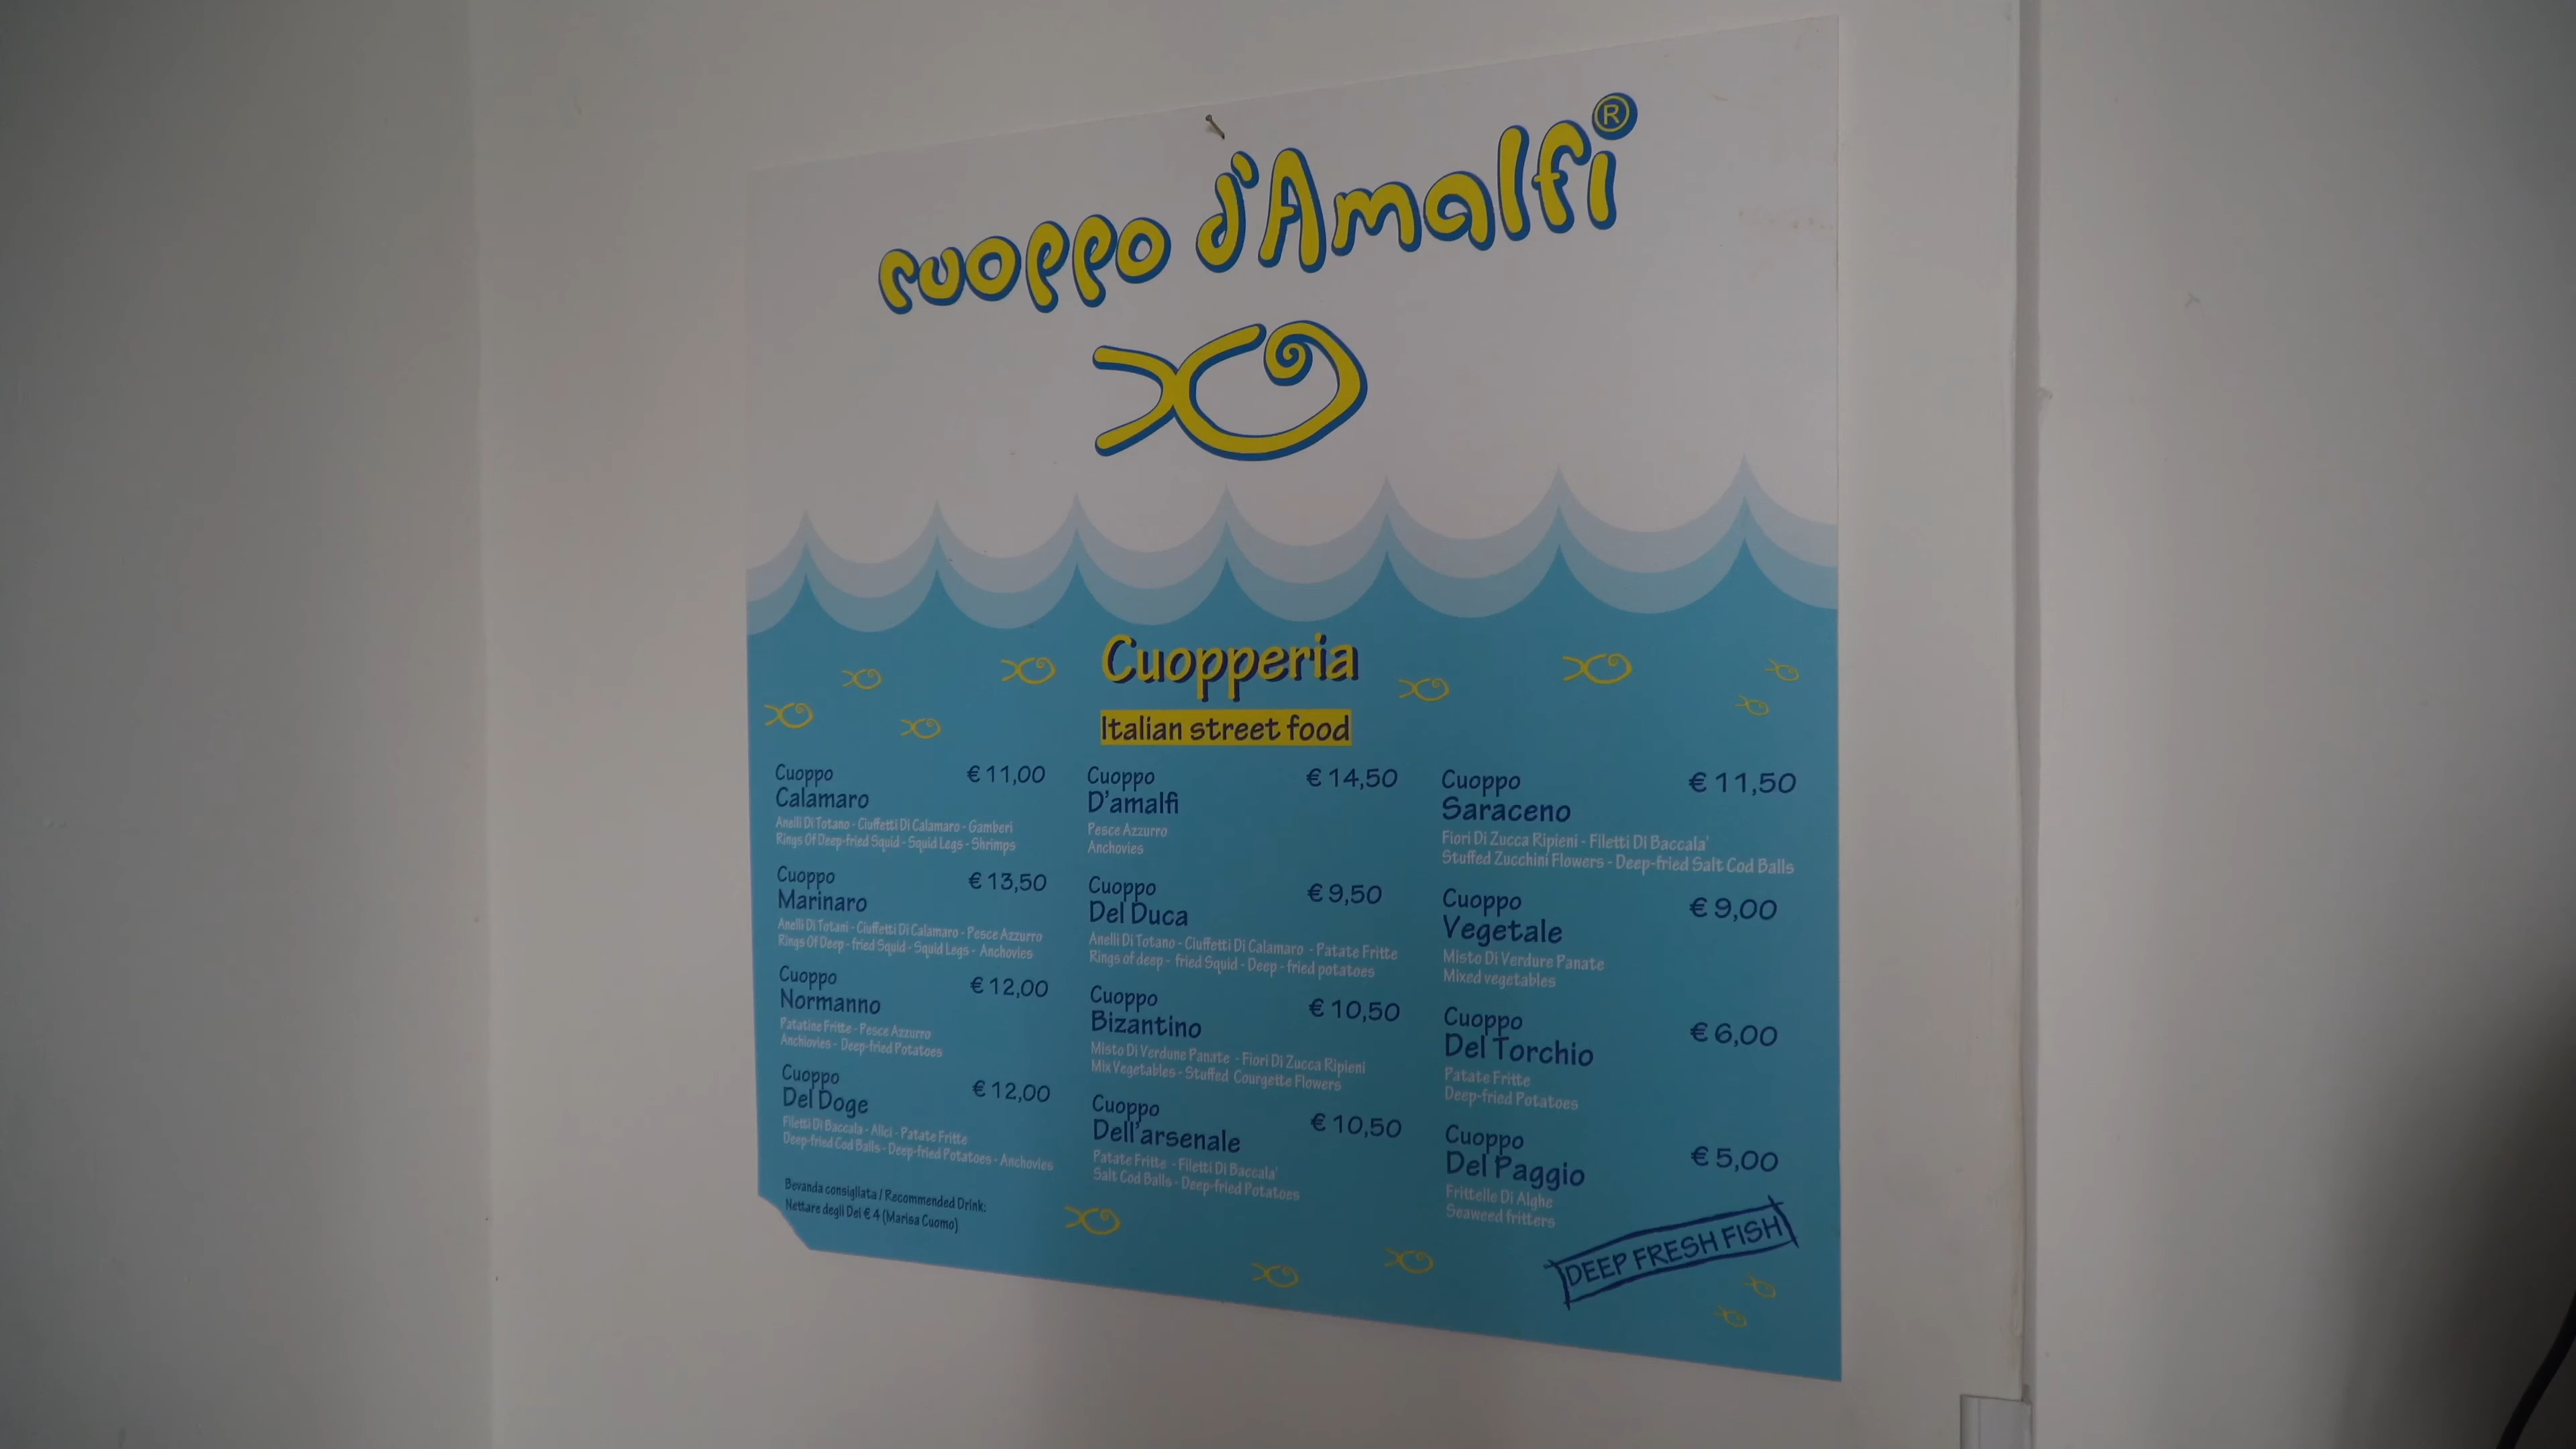 cuoppo d'Amalfi®
Cuopperia
Italian street food
Cuoppo € 11,00
Calamaro
Anelli Di Totano - Ciuffetti Di Calamaro - Gamberi
Rings Of Deep-fried Squid - Squid Legs - Shrimps
Cuoppo € 13,50
Marinaro
Anelli Di Totani - Ciuffetti Di Calamaro - Pesce Azzurro
Rings Of Deep - fried Squid - Squid Legs - Anchovies
Cuoppo € 12,00
Normanno
Patatine Fritte - Pesce Azzurro
Anchiovies - Deep-fried Potatoes
Cuoppo € 12,00
Del Doge
Filetti Di Baccala - Alici - Patate Fritte
Deep-fried Cod Balls - Deep-fried Potatoes - Anchovies
Bevanda consigliata / Recommended Drink:
Nettare degli Dei € 4 (Marisa Cuomo)
Cuoppo € 14,50
D'amalfi
Pesce Azzurro
Anchovies
Cuoppo € 9,50
Del Duca
Anelli Di Totano - Ciuffetti Di Calamaro - Patate Fritte
Rings of deep - fried Squid - Deep - fried potatoes
Cuoppo € 10,50
Bizantino
Misto Di Verdune Panate - Fiori Di Zucca Ripieni
Mix Vegetables - Stuffed Courgette Flowers
Cuoppo € 10,50
Dell'arsenale
Patate Fritte - Filetti Di Baccala'
Salt Cod Balls - Deep-fried Potatoes
Cuoppo € 11,50
Saraceno
Fiori Di Zucca Ripieni - Filetti Di Baccala'
Stuffed Zucchini Flowers - Deep-fried Salt Cod Balls
Cuoppo € 9,00
Vegetale
Misto Di Verdure Panate
Mixed vegetables
Cuoppo € 6,00
Del Torchio
Patate Fritte
Deep-fried Potatoes
Cuoppo € 5,00
Del Paggio
Frittelle Di Alghe
Seaweed fritters
DEEP FRESH FISH